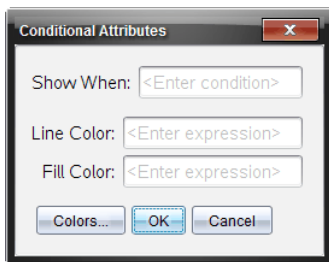 Conditional Attributes
Show When: <Enter condition>
Line Color: <Enter expression>
Fill Color: <Enter expression>
Colors... OK Cancel